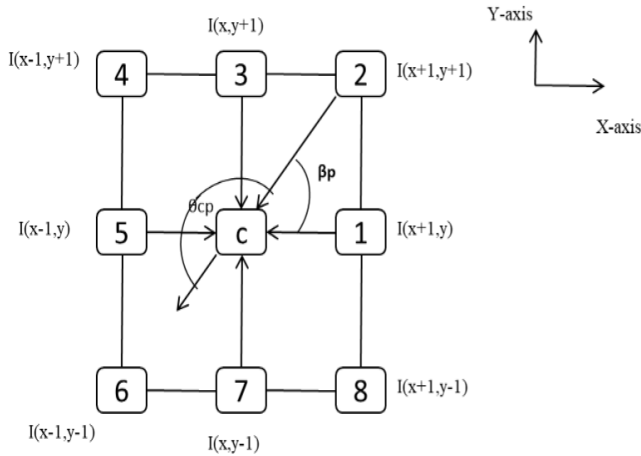 Y-axis
X-axis
I(x,y+1)
I(x-1,y+1)
4
3
2
I(x+1,y+1)
βp
θcp
I(x-1,y)
5
c
1
I(x+1,y)
6
7
8
I(x+1,y-1)
I(x-1,y-1)
I(x,y-1)